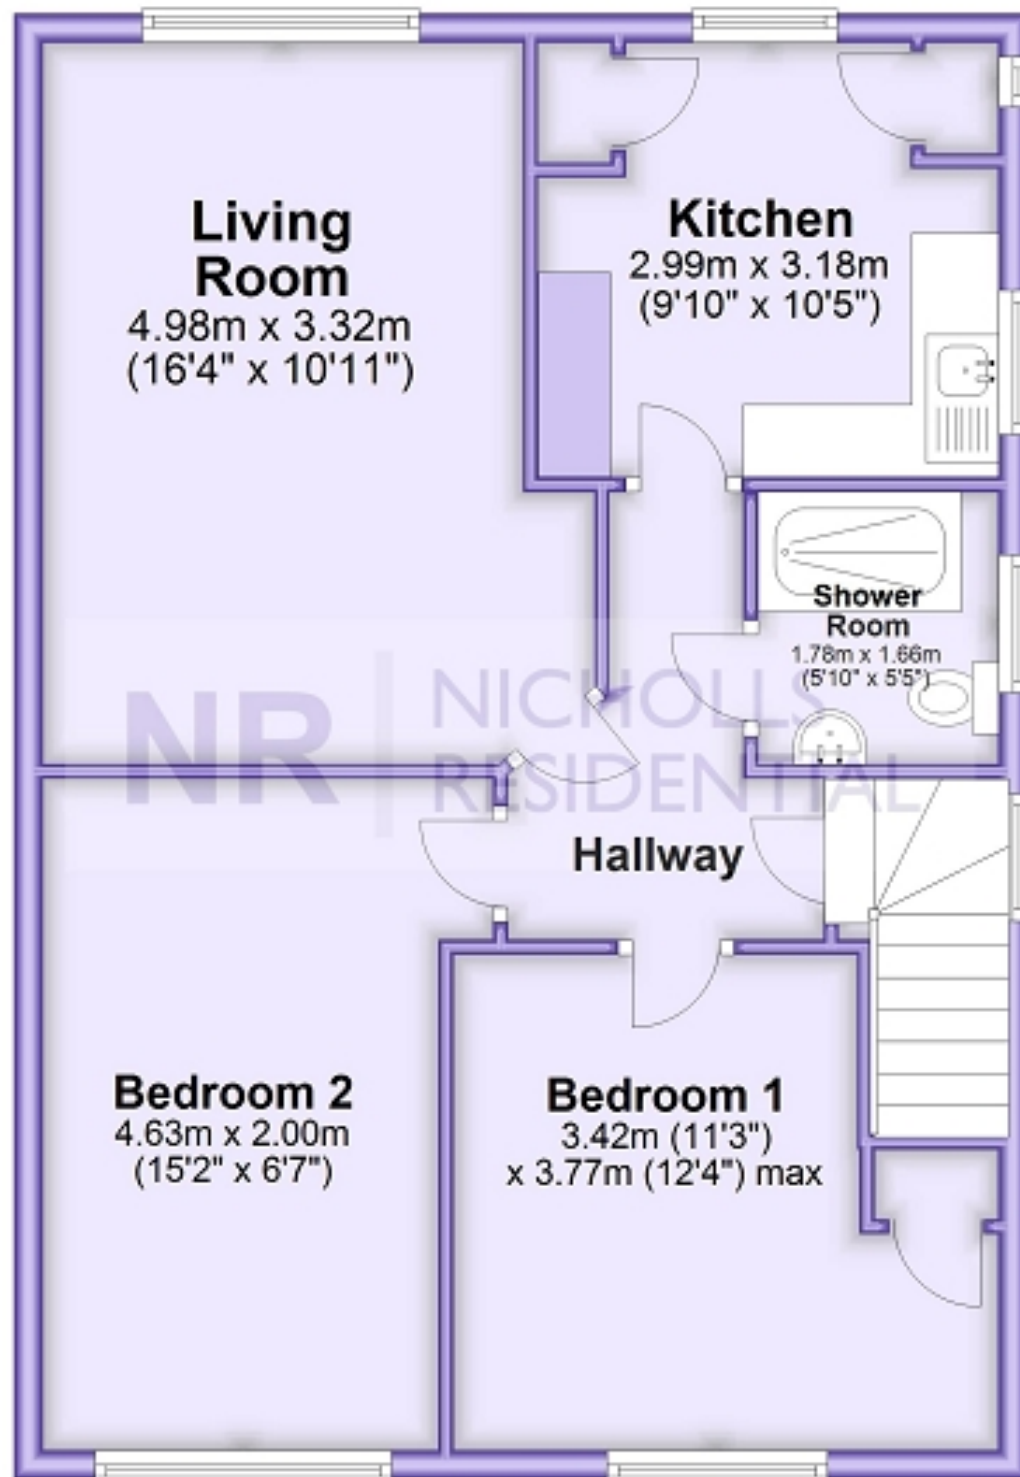 Living
Room
4.98m x 3.32m
(16'4" x 10'11")
Kitchen
2.99m x 3.18m
(9'10" x 10'5")
Shower
Room
1.78m x 1.66m
(5'10" x 5'5")
NR
NICHOLLS
RESIDENTIAL
Hallway
Bedroom 2
4.63m x 2.00m
(15'2" x 6'7")
Bedroom 1
3.42m (11'3")
x 3.77m (12'4") max